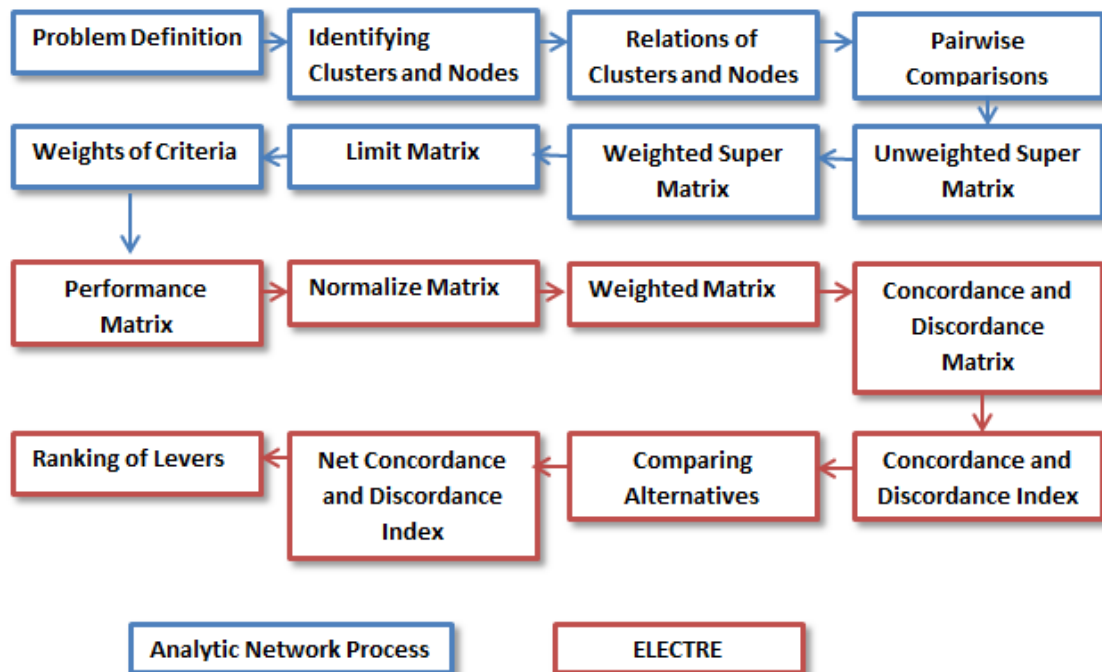 Problem Definition
Identifying
Clusters and Nodes
Relations of
Clusters and Nodes
Pairwise
Comparisons
Weights of Criteria
Limit Matrix
Weighted Super
Matrix
Unweighted Super
Matrix
Performance
Matrix
Normalize Matrix
Weighted Matrix
Concordance and
Discordance
Matrix
Ranking of Levers
Net Concordance
and Discordance
Index
Comparing
Alternatives
Concordance and
Discordance Index
Analytic Network Process
ELECTRE